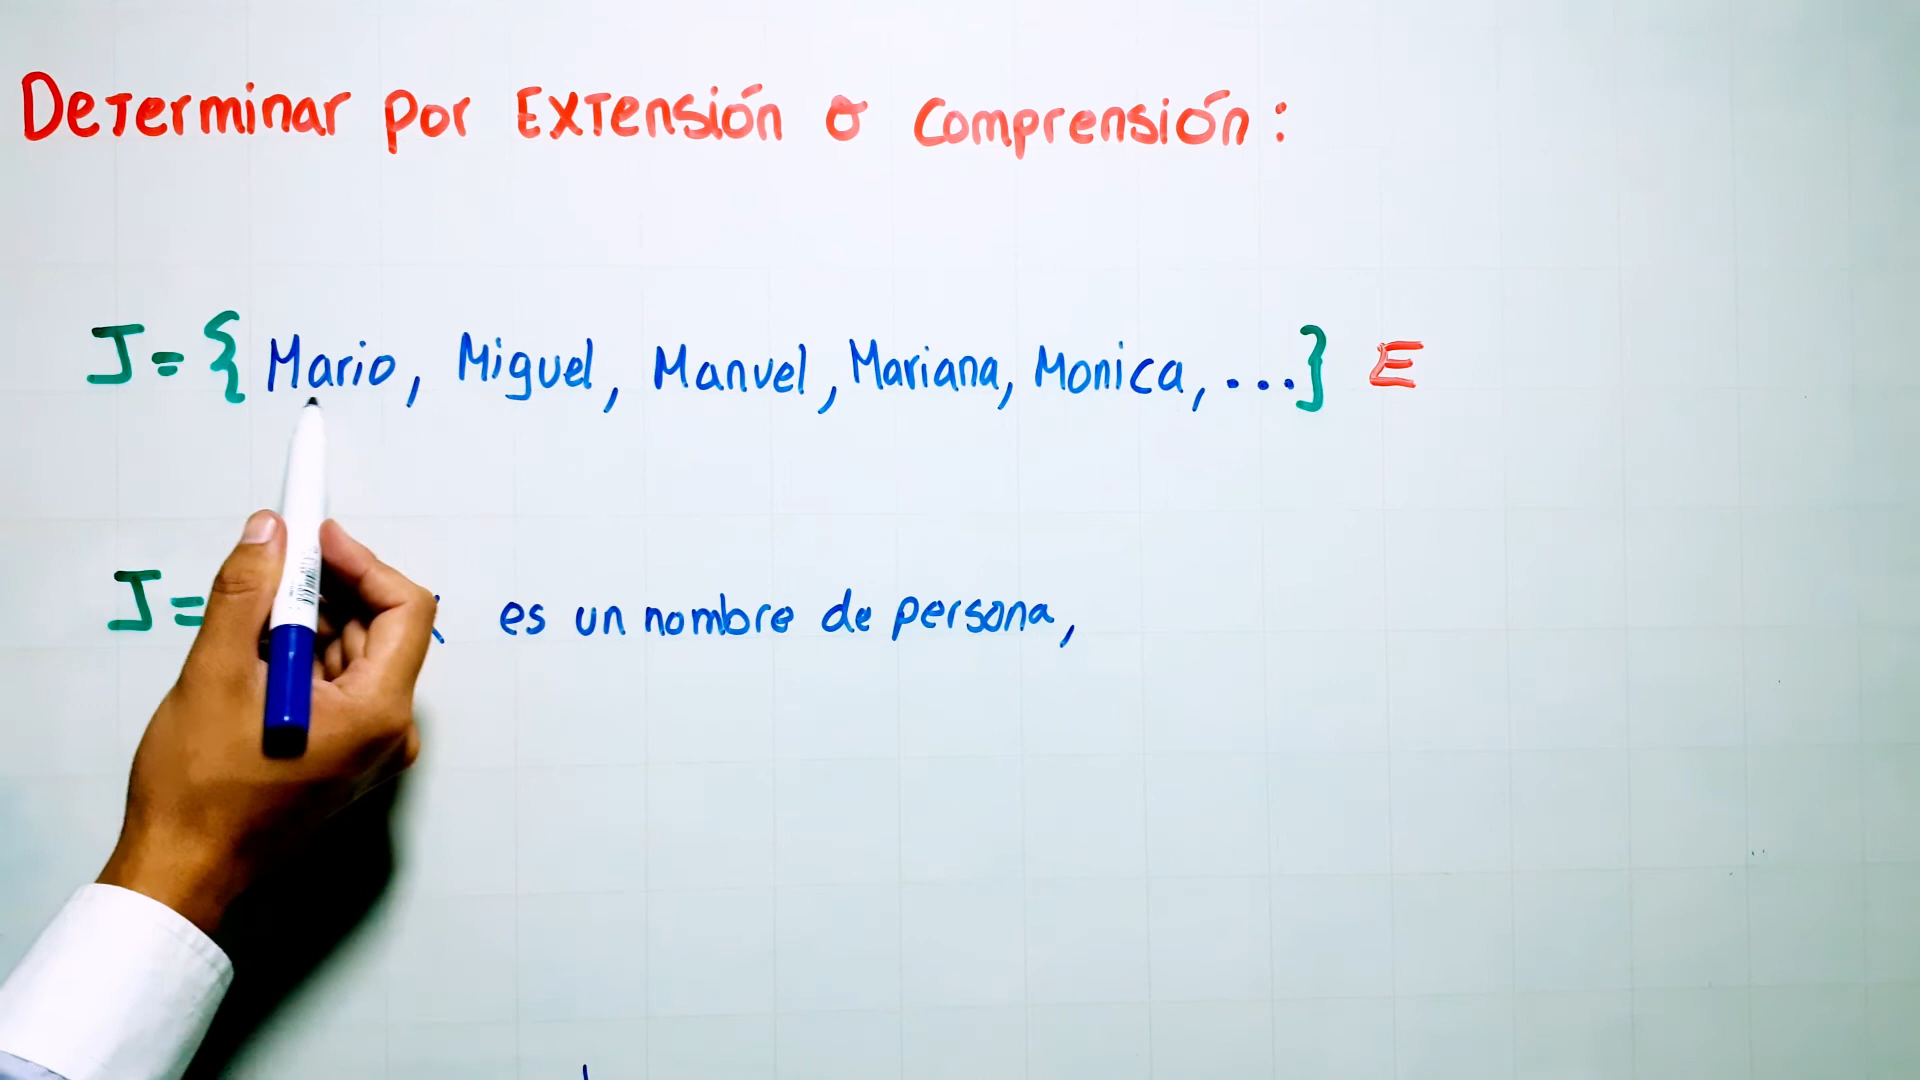 Determinar por Extensión o Comprensión:
J = { Mario, Miguel, Manuel, Mariana, Monica, ...} E
J = es un nombre de persona,